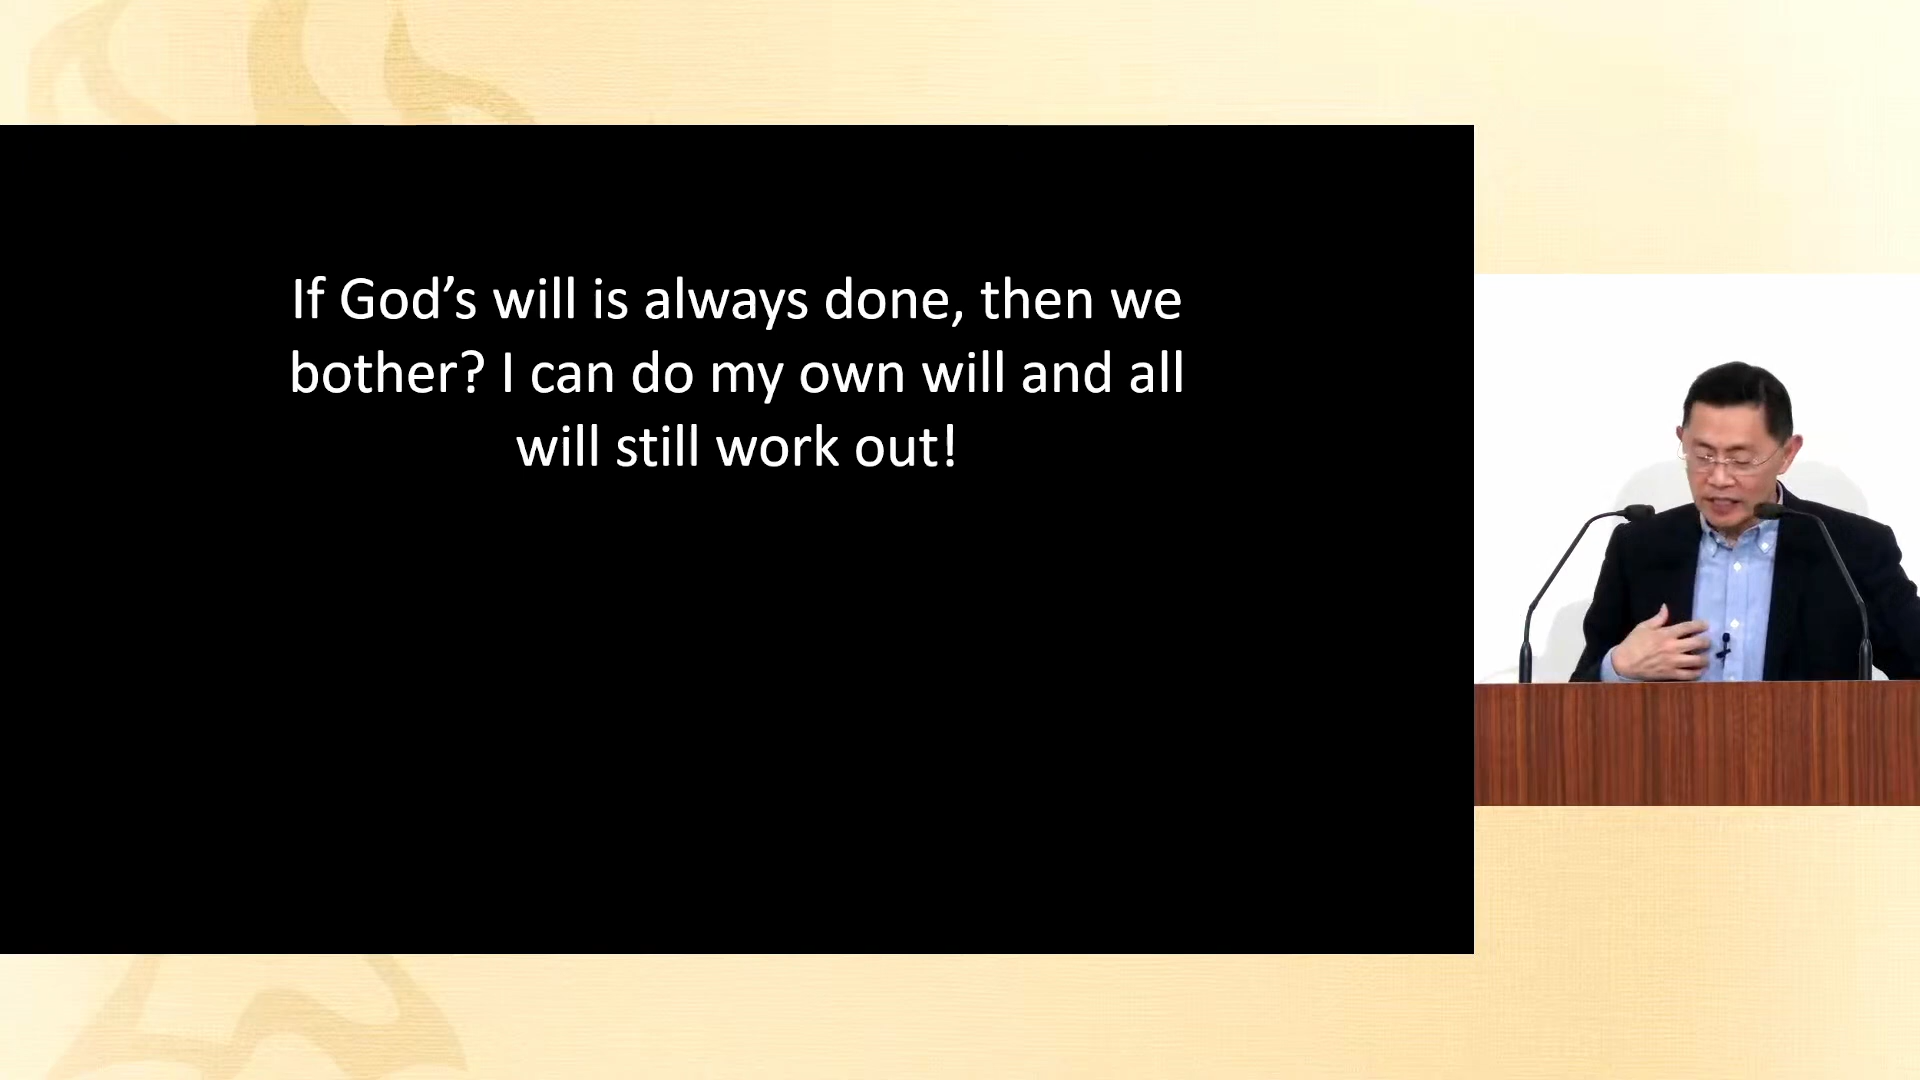 If God’s will is always done, then we
bother? I can do my own will and all
will still work out!